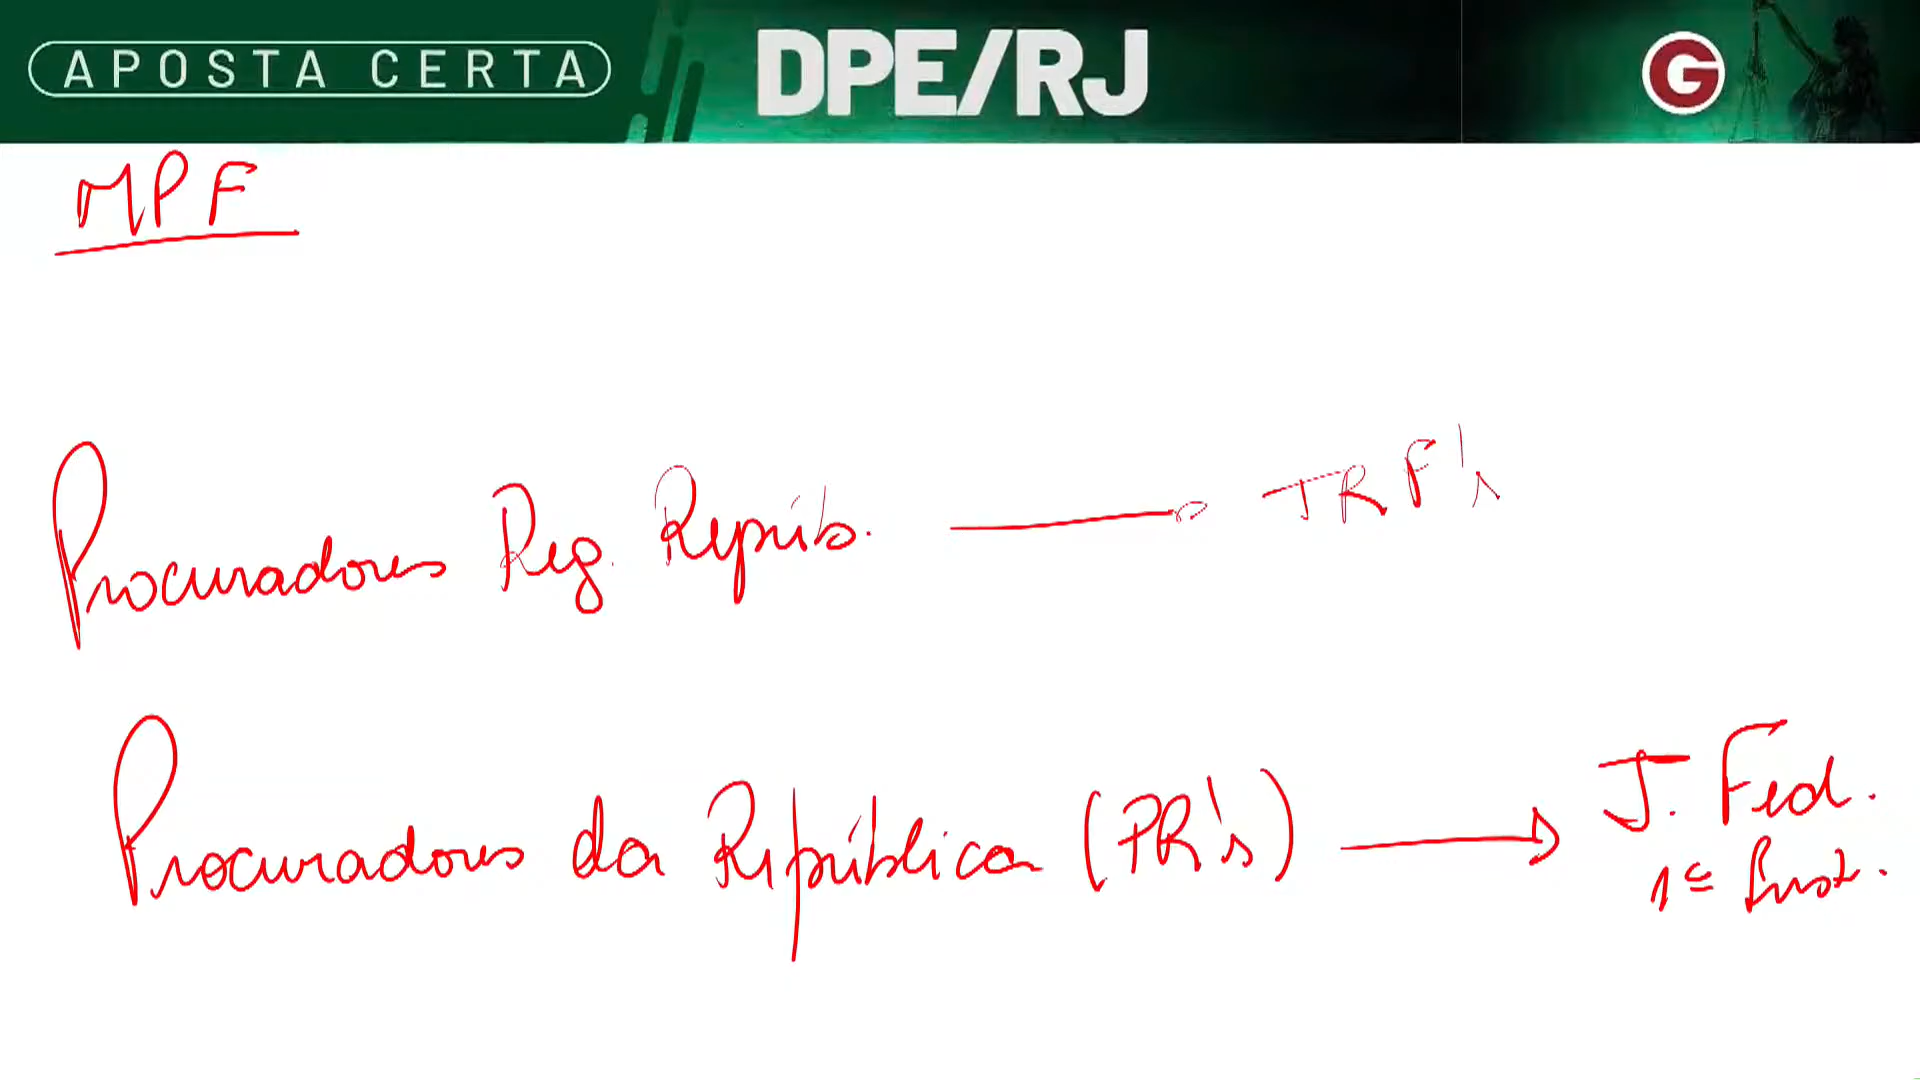 APOSTA CERTA
DPE/RJ
G
MPF
Procuradores Reg. Repúb. TRF's
Procuradores da República (PR's) J. Fed.
1ª Inst.